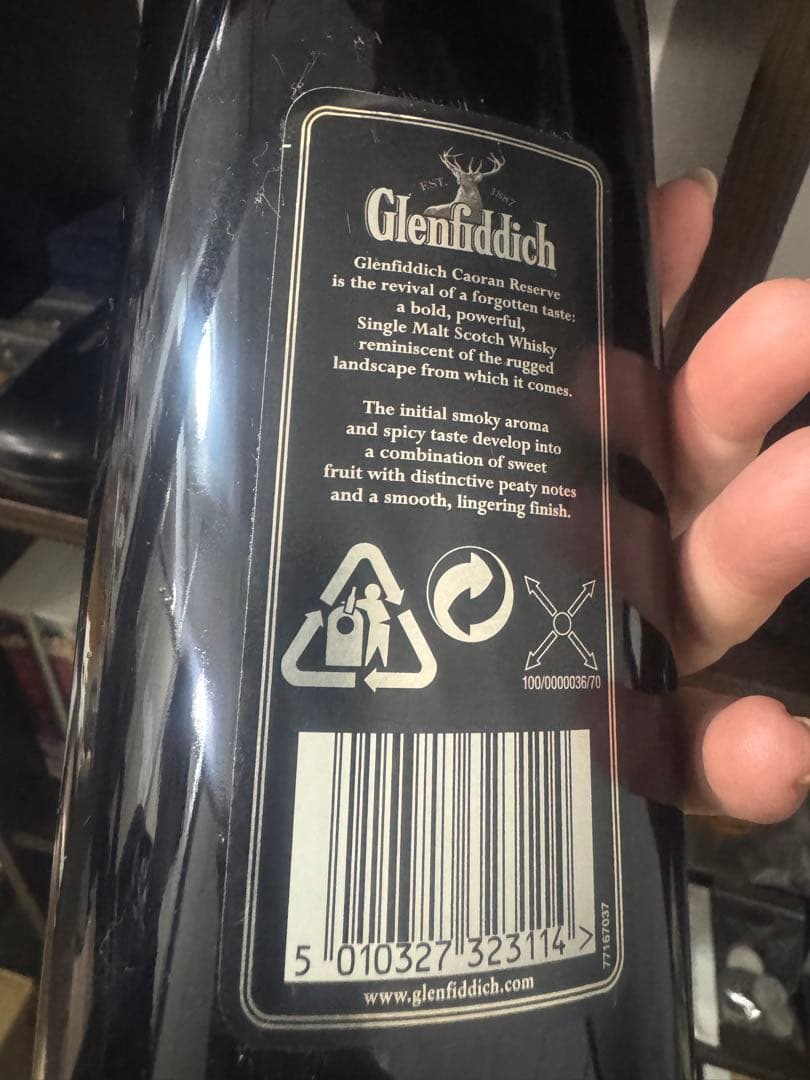 EST. 1887
Glenfiddich
Glenfiddich Caoran Reserve
is the revival of a forgotten taste:
a bold, powerful,
Single Malt Scotch Whisky
reminiscent of the rugged
landscape from which it comes.
The initial smoky aroma
and spicy taste develop into
a combination of sweet
fruit with distinctive peaty notes
and a smooth, lingering finish.
100/0000036/70
5 010327 323114 >
77167037
www.glenfiddich.com